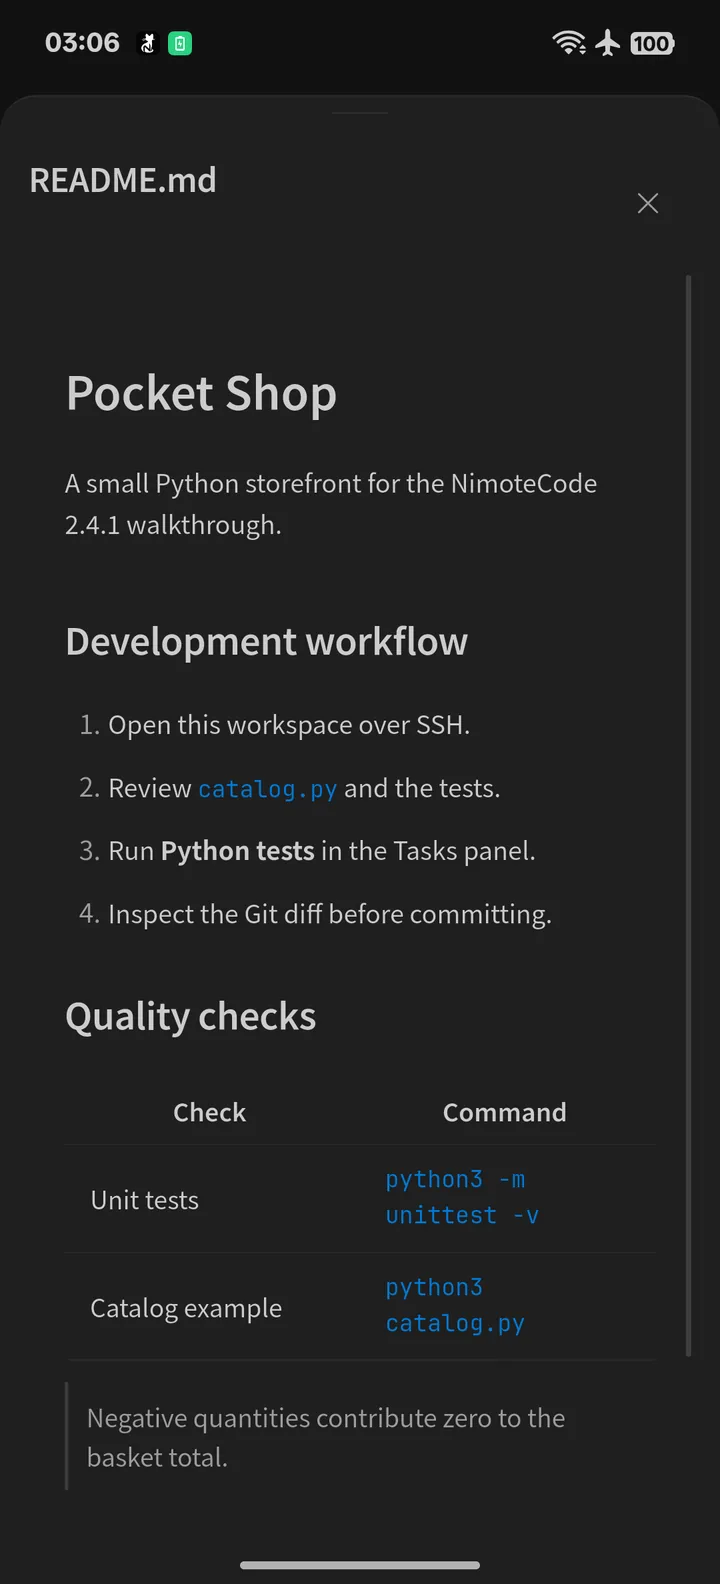 03:06
100
README.md
Pocket Shop
A small Python storefront for the NimoteCode
2.4.1 walkthrough.
Development workflow
1. Open this workspace over SSH.
2. Review catalog.py and the tests.
3. Run Python tests in the Tasks panel.
4. Inspect the Git diff before committing.
Quality checks
Check Command
Unit tests
python3 -m
unittest -v
Catalog example
python3
catalog.py
Negative quantities contribute zero to the
basket total.